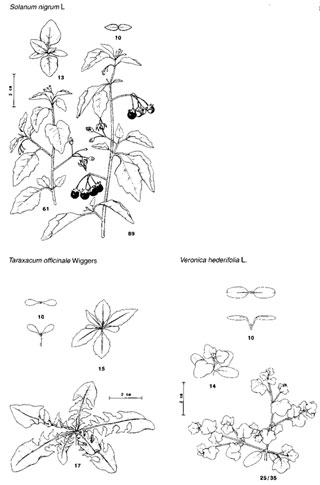 Solanum nigrum L
10
13
2 cm
61
89
Taraxacum officinale Wiggers
Veronica hederifolia L.
10
10
15
14
2 cm
2 cm
17
25/35